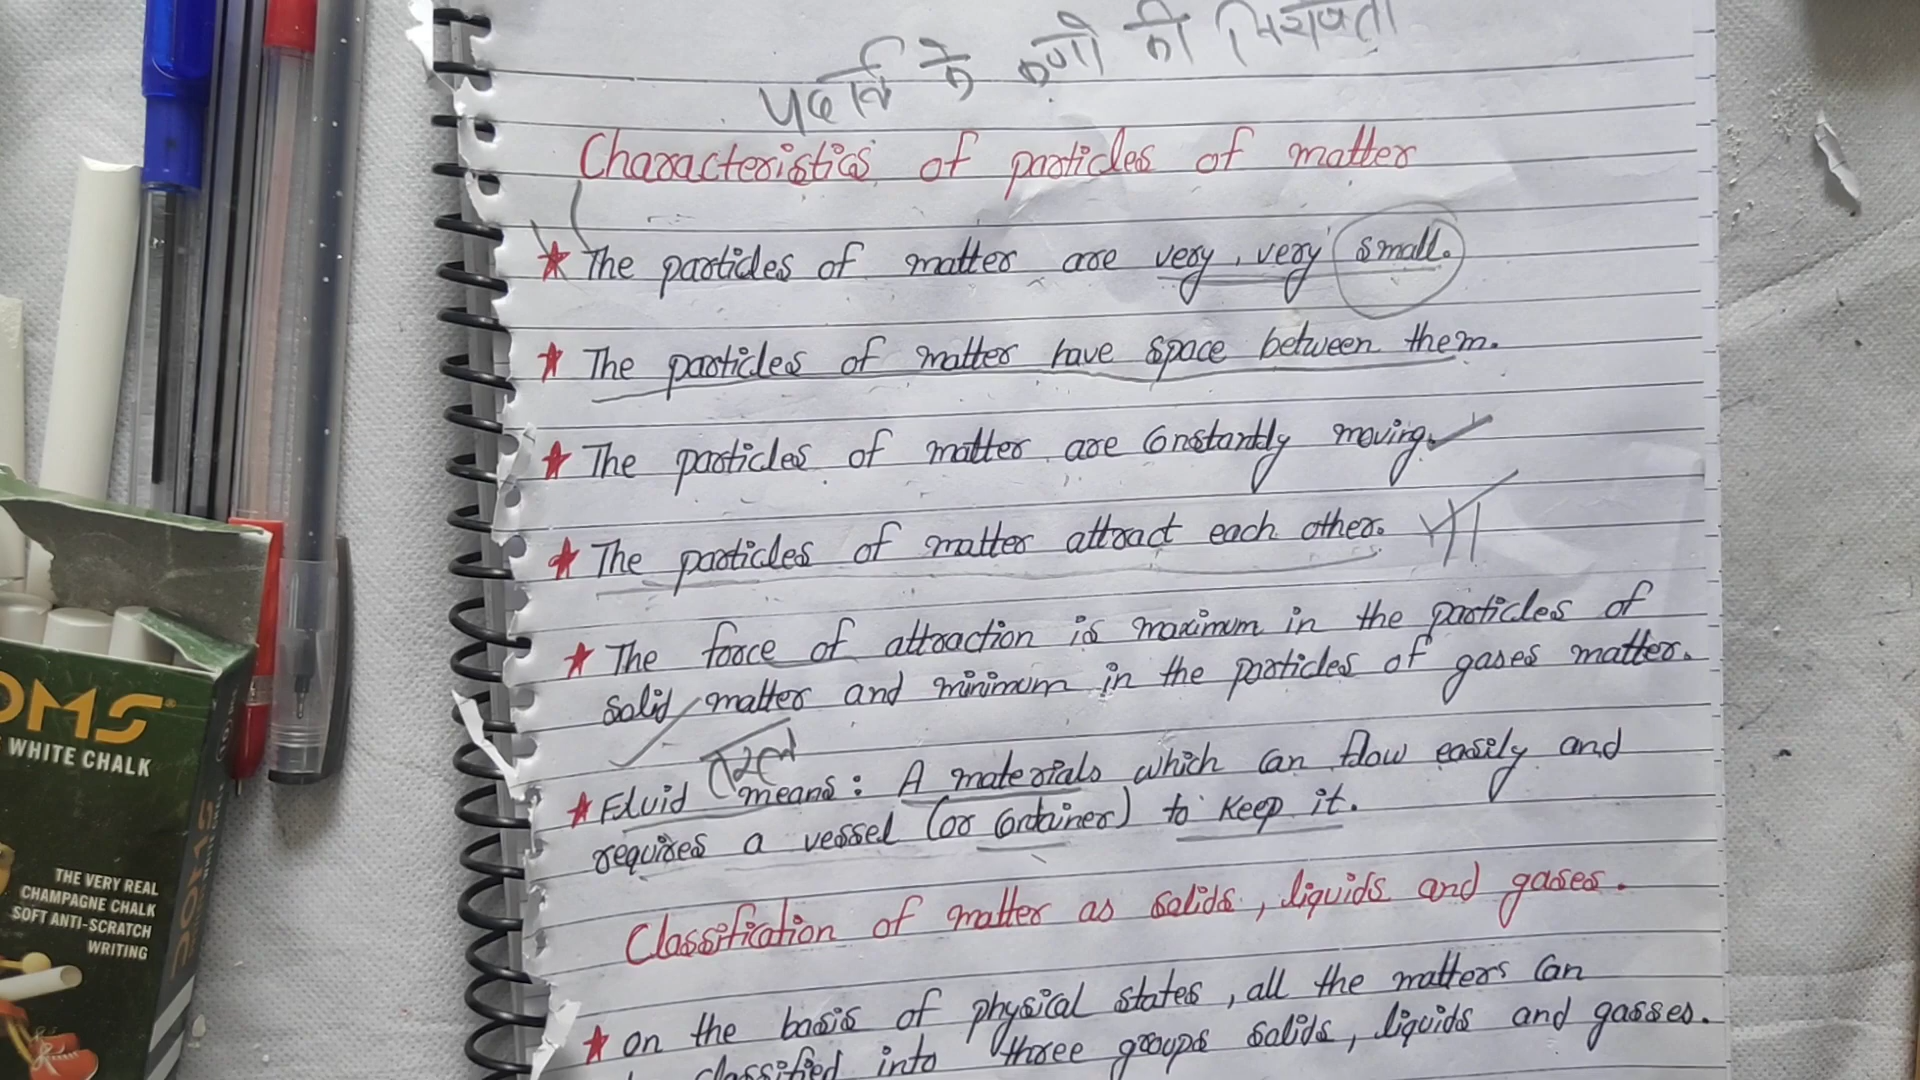 पदार्थ के कणों की विशेषता
Characteristics of particles of matter
★ The particles of matter are very, very small.
★ The particles of matter have space between them.
★ The particles of matter are constantly moving.
★ The particles of matter attract each other.
★ The force of attraction is maximum in the particles of
solid matter and minimum in the particles of gases matter.
★ Fluid means: A materials which can flow easily and
requires a vessel (or container) to keep it.
Classification of matter as solids, liquids and gases.
★ on the basis of physical states, all the matters can
classified into three groups solids, liquids and gasses.
OMS
WHITE CHALK
THE VERY REAL
CHAMPAGNE CHALK
SOFT ANTI-SCRATCH
WRITING